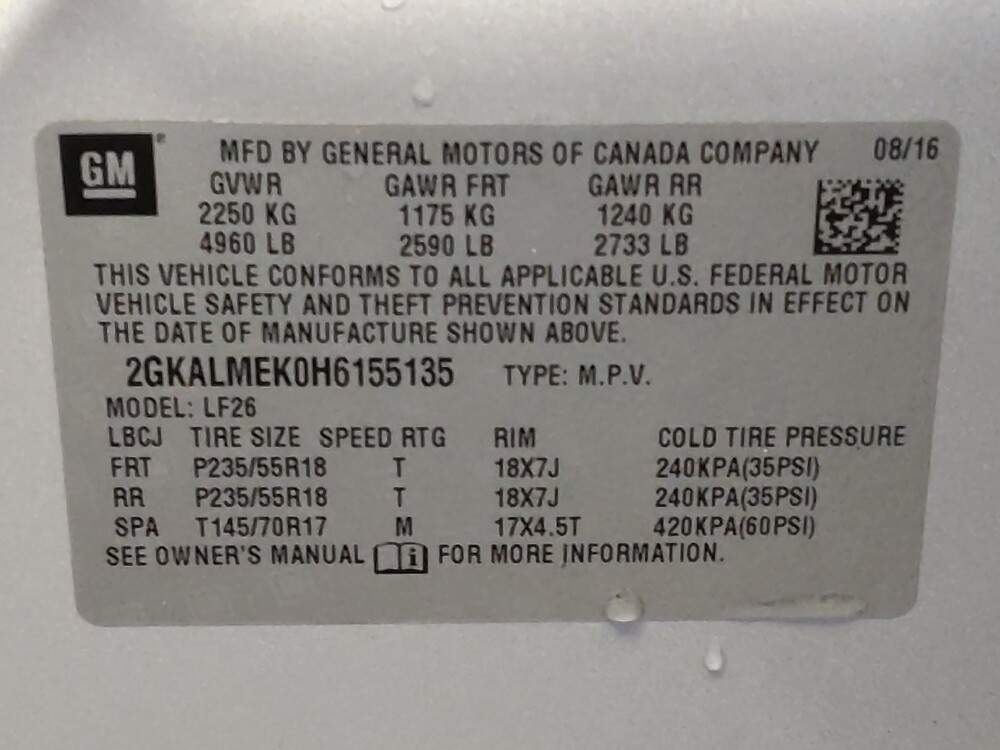 GM®
MFD BY GENERAL MOTORS OF CANADA COMPANY 08/16
GVWR GAWR FRT GAWR RR
2250 KG 1175 KG 1240 KG
4960 LB 2590 LB 2733 LB
THIS VEHICLE CONFORMS TO ALL APPLICABLE U.S. FEDERAL MOTOR
VEHICLE SAFETY AND THEFT PREVENTION STANDARDS IN EFFECT ON
THE DATE OF MANUFACTURE SHOWN ABOVE.
2GKALMEK0H6155135 TYPE: M.P.V.
MODEL: LF26
LBCJ TIRE SIZE SPEED RTG RIM COLD TIRE PRESSURE
FRT P235/55R18 T 18X7J 240KPA(35PSI)
RR P235/55R18 T 18X7J 240KPA(35PSI)
SPA T145/70R17 M 17X4.5T 420KPA(60PSI)
SEE OWNER'S MANUAL i FOR MORE INFORMATION.